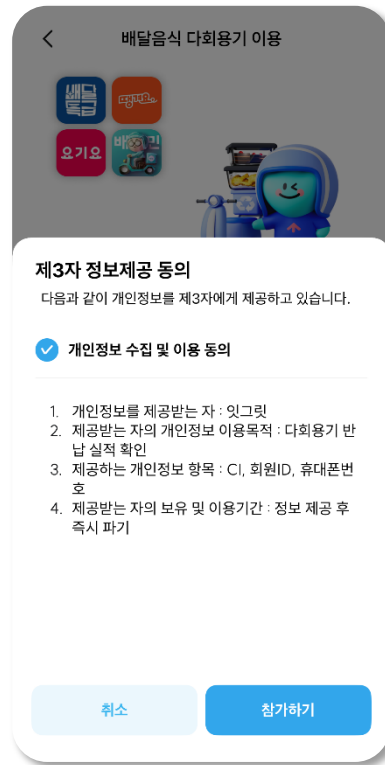 배달음식 다회용기 이용
배달
특급
땡겨요
요기요
배
민
제3자 정보제공 동의
다음과 같이 개인정보를 제3자에게 제공하고 있습니다.
개인정보 수집 및 이용 동의
1. 개인정보를 제공받는 자 : 잇그릿
2. 제공받는 자의 개인정보 이용목적 : 다회용기 반
납 실적 확인
3. 제공하는 개인정보 항목 : CI, 회원ID, 휴대폰번
호
4. 제공받는 자의 보유 및 이용기간 : 정보 제공 후
즉시 파기
취소
참가하기